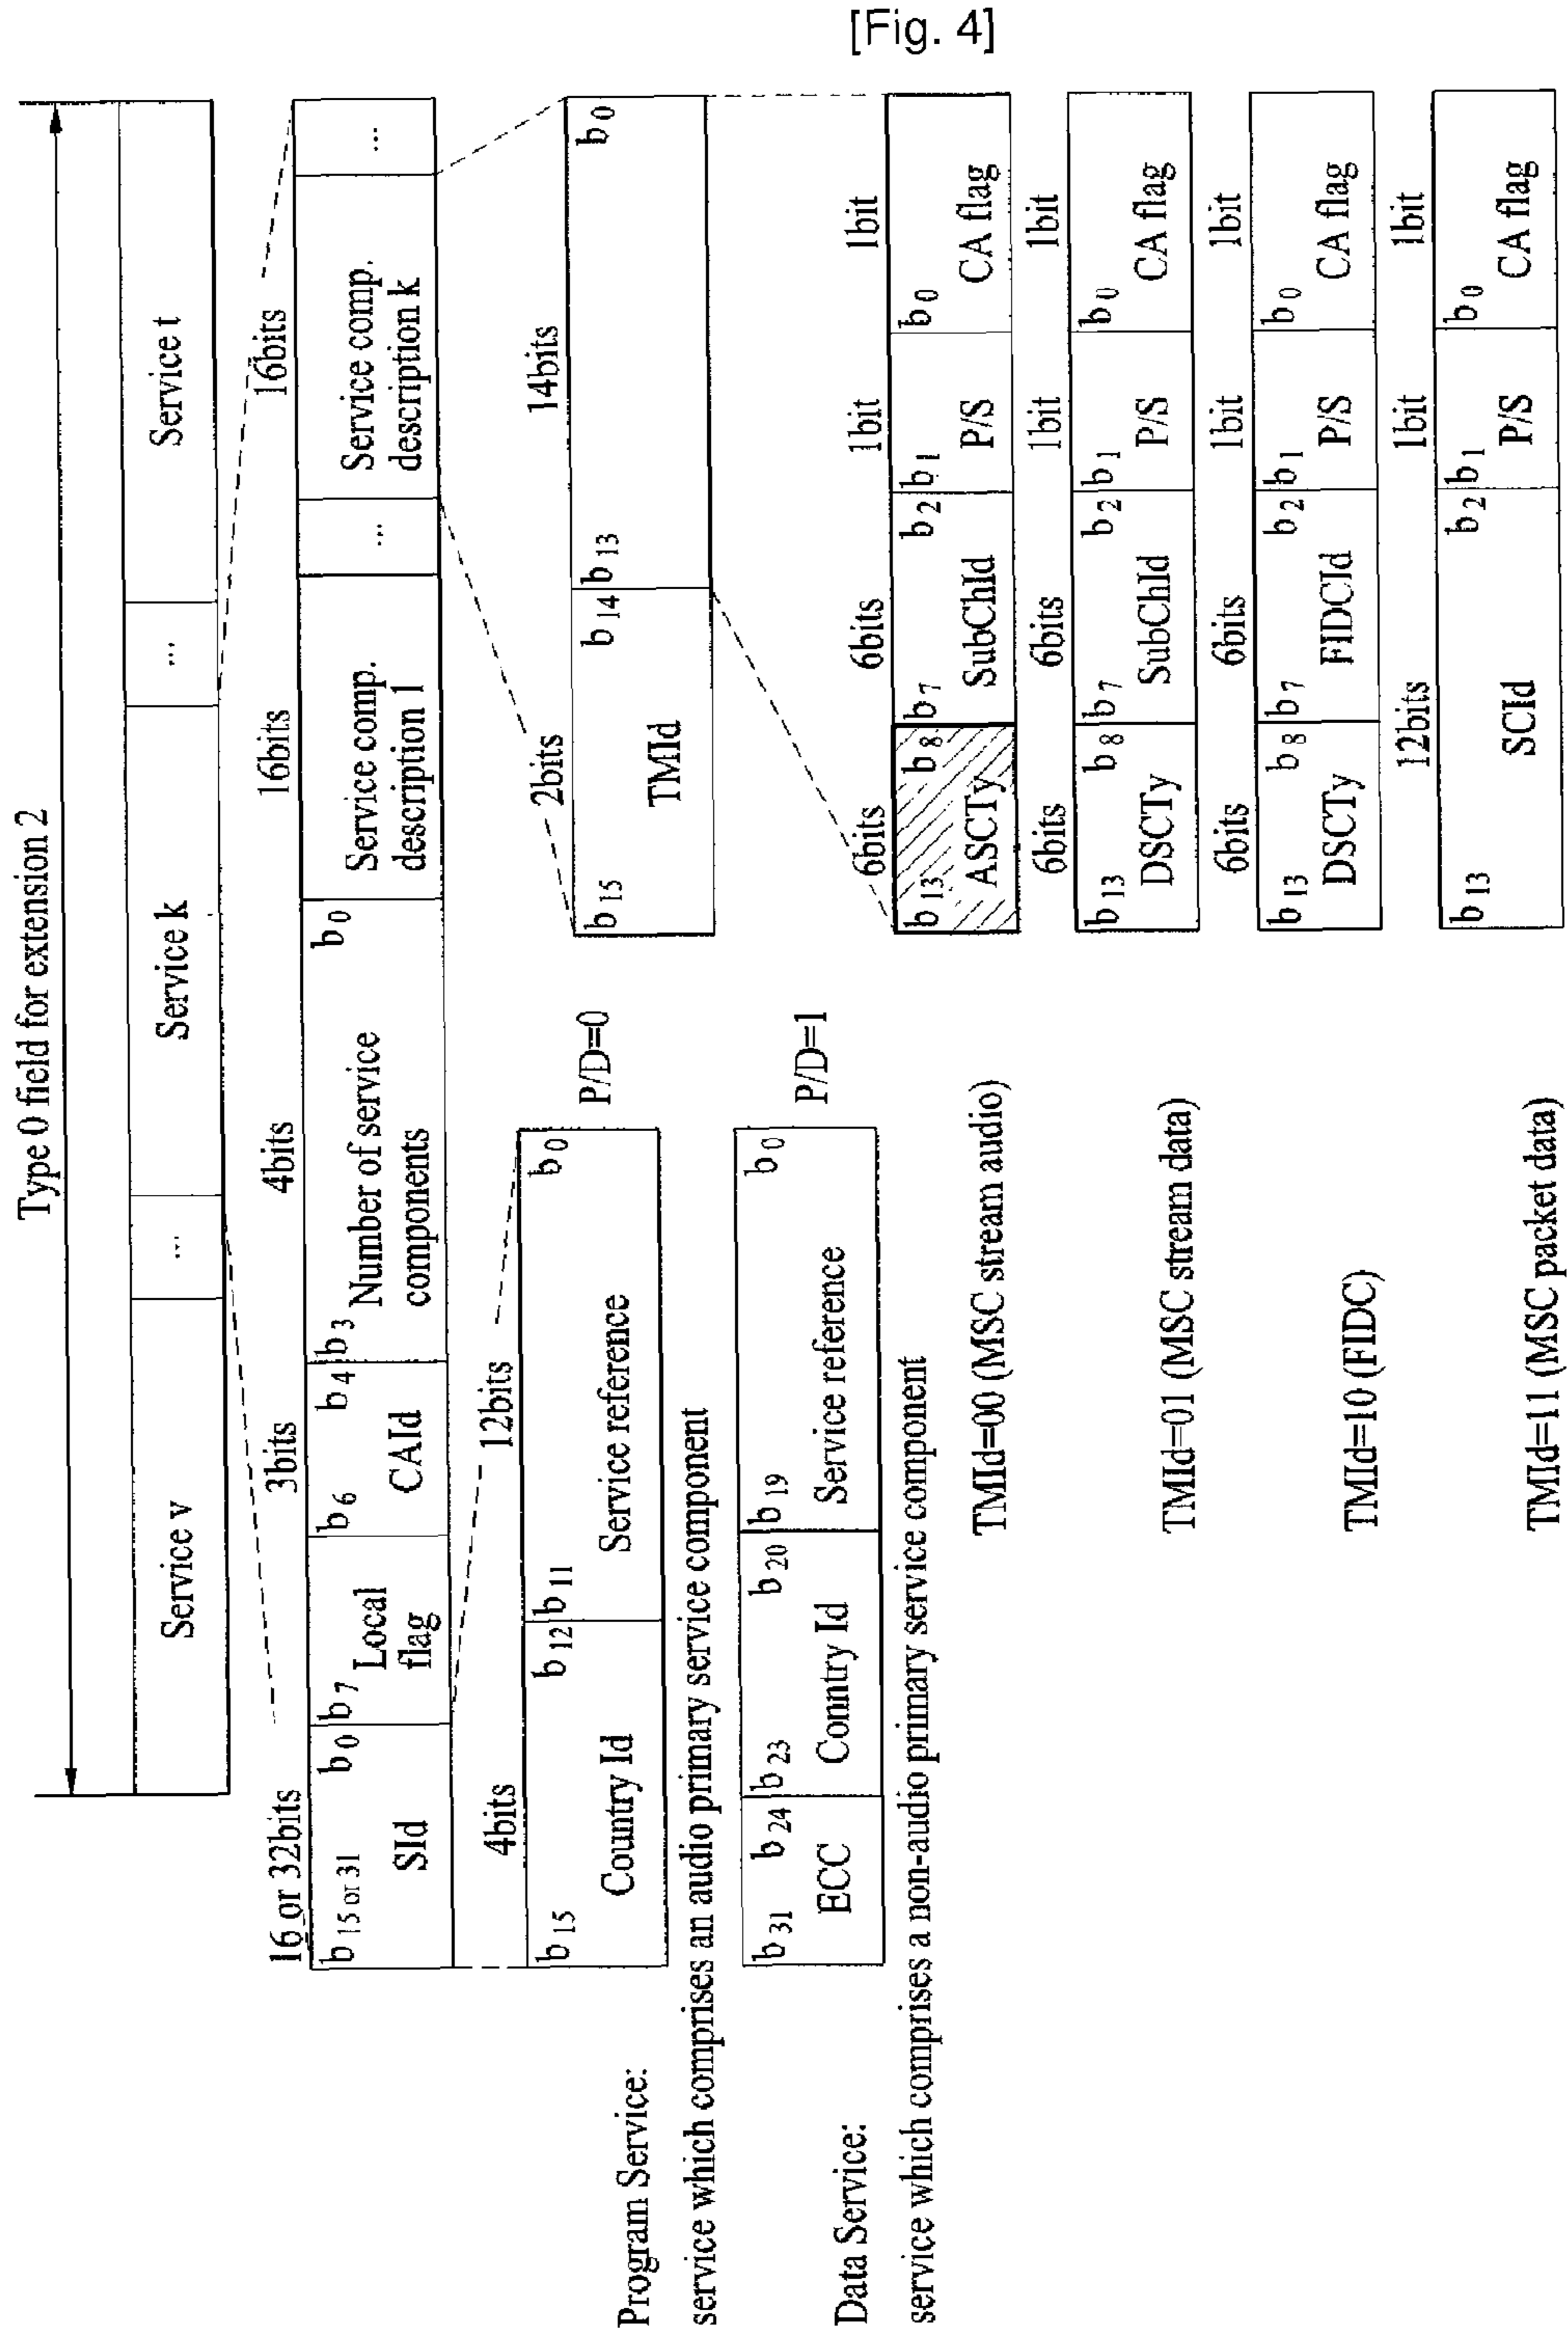 [Fig. 4]
Type 0 field for extension 2
Service v
...
Service k
...
Service t
16 or 32bits
3bits
4bits
16bits
16bits
b15 or 31
b0
SId
b7
Local
flag
b6
b4
CAId
b3
b0
Number of service
components
Service comp.
description 1
...
Service comp.
description k
...
4bits
12bits
2bits
14bits
b15
b12
Country Id
b11
b0
Service reference
P/D=0
b15
b14
TMId
b13
b0
Program Service:
service which comprises an audio primary service component
b31
b24
ECC
b23
b20
Country Id
b19
b0
Service reference
P/D=1
Data Service:
service which comprises a non-audio primary service component
TMId=00 (MSC stream audio)
6bits
6bits
1bit
1bit
b13
b8
ASCTy
b7
b2
SubChId
b1
P/S
b0
CA flag
TMId=01 (MSC stream data)
6bits
6bits
1bit
1bit
b13
b8
DSCTy
b7
b2
SubChId
b1
P/S
b0
CA flag
TMId=10 (FIDC)
6bits
6bits
1bit
1bit
b13
b8
DSCTy
b7
b2
FIDCId
b1
P/S
b0
CA flag
TMId=11 (MSC packet data)
12bits
1bit
1bit
b13
b2
SCId
b1
P/S
b0
CA flag